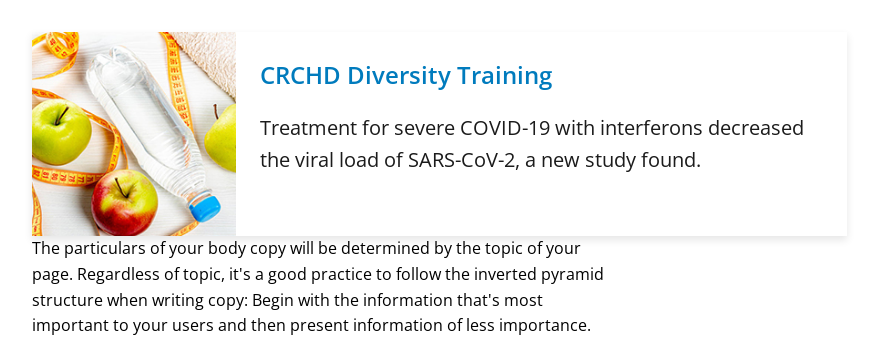 CRCHD Diversity Training
Treatment for severe COVID-19 with interferons decreased
the viral load of SARS-CoV-2, a new study found.
The particulars of your body copy will be determined by the topic of your
page. Regardless of topic, it's a good practice to follow the inverted pyramid
structure when writing copy: Begin with the information that's most
important to your users and then present information of less importance.